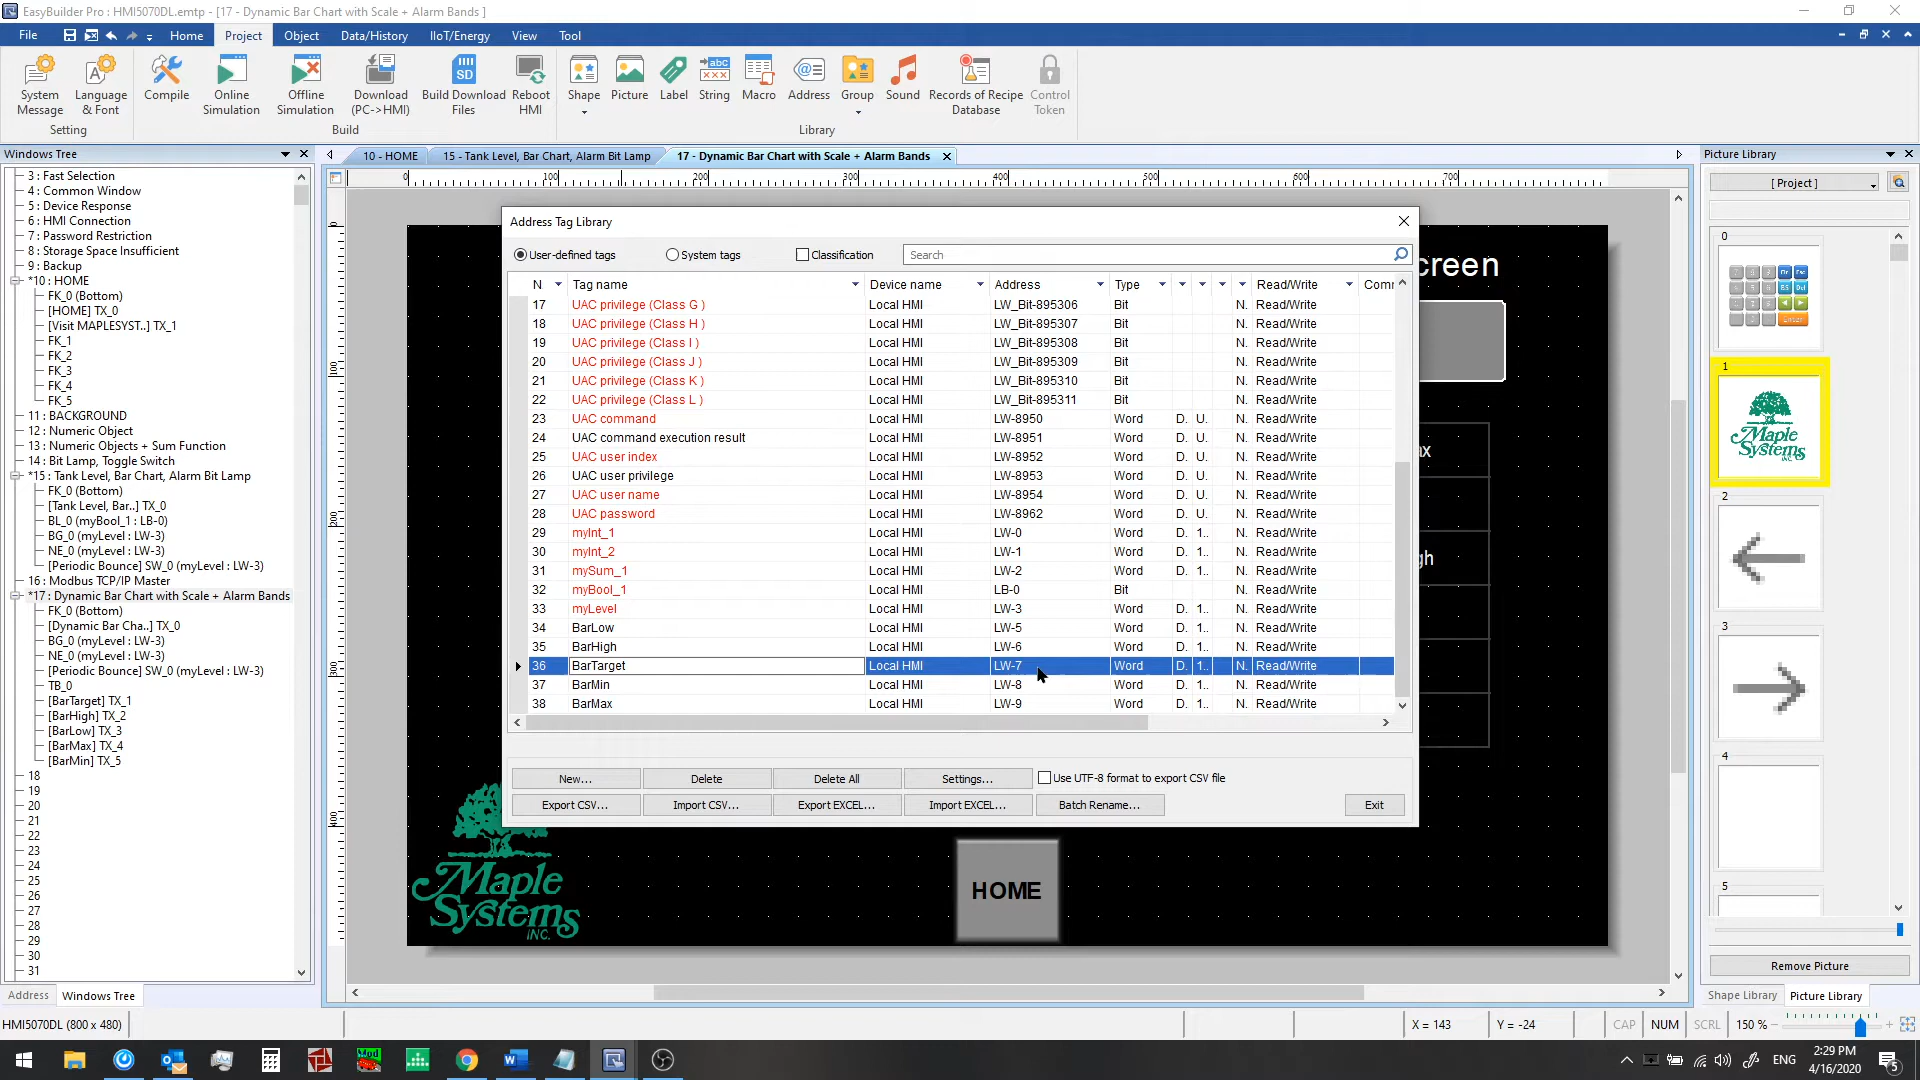 EasyBuilder Pro : HMI5070DL.emtp - [17 - Dynamic Bar Chart with Scale + Alarm Bands ]
File Home Project Object Data/History IIoT/Energy View Tool
System Message
Language & Font
Compile
Online Simulation
Offline Simulation
Download (PC->HMI)
Build Download Files
Reboot HMI
Shape
Picture
Label
String
Macro
Address
Group
Sound
Records of Recipe Database
Control Token
Setting Build Library
Windows Tree
3 : Fast Selection
4 : Common Window
5 : Device Response
6 : HMI Connection
7 : Password Restriction
8 : Storage Space Insufficient
9 : Backup
*10 : HOME
FK_0 (Bottom)
[HOME] TX_0
[Visit MAPLESYST..] TX_1
FK_1
FK_2
FK_3
FK_4
FK_5
11 : BACKGROUND
12 : Numeric Object
13 : Numeric Objects + Sum Function
14 : Bit Lamp, Toggle Switch
*15 : Tank Level, Bar Chart, Alarm Bit Lamp
FK_0 (Bottom)
[Tank Level, Bar..] TX_0
BL_0 (myBool_1 : LB-0)
BG_0 (myLevel : LW-3)
NE_0 (myLevel : LW-3)
[Periodic Bounce] SW_0 (myLevel : LW-3)
16 : Modbus TCP/IP Master
*17 : Dynamic Bar Chart with Scale + Alarm Bands
FK_0 (Bottom)
[Dynamic Bar Cha..] TX_0
BG_0 (myLevel : LW-3)
NE_0 (myLevel : LW-3)
[Periodic Bounce] SW_0 (myLevel : LW-3)
TB_0
[BarTarget] TX_1
[BarHigh] TX_2
[BarLow] TX_3
[BarMax] TX_4
[BarMin] TX_5
18
19
20
21
22
23
24
25
26
27
28
29
30
31
Address Windows Tree
10 - HOME 15 - Tank Level, Bar Chart, Alarm Bit Lamp 17 - Dynamic Bar Chart with Scale + Alarm Bands
0 100 200 300 400 500 600 700
0
100
200
300
400
creen
ax
gh
Address Tag Library
User-defined tags System tags Classification Search
N Tag name Device name Address Type Read/Write Comr
17 UAC privilege (Class G ) Local HMI LW_Bit-895306 Bit N. Read/Write
18 UAC privilege (Class H ) Local HMI LW_Bit-895307 Bit N. Read/Write
19 UAC privilege (Class I ) Local HMI LW_Bit-895308 Bit N. Read/Write
20 UAC privilege (Class J ) Local HMI LW_Bit-895309 Bit N. Read/Write
21 UAC privilege (Class K ) Local HMI LW_Bit-895310 Bit N. Read/Write
22 UAC privilege (Class L ) Local HMI LW_Bit-895311 Bit N. Read/Write
23 UAC command Local HMI LW-8950 Word D. U. N. Read/Write
24 UAC command execution result Local HMI LW-8951 Word D. U. N. Read/Write
25 UAC user index Local HMI LW-8952 Word D. U. N. Read/Write
26 UAC user privilege Local HMI LW-8953 Word D. U. N. Read/Write
27 UAC user name Local HMI LW-8954 Word D. U. N. Read/Write
28 UAC password Local HMI LW-8962 Word D. U. N. Read/Write
29 myInt_1 Local HMI LW-0 Word D. 1.. N. Read/Write
30 myInt_2 Local HMI LW-1 Word D. 1.. N. Read/Write
31 mySum_1 Local HMI LW-2 Word D. 1.. N. Read/Write
32 myBool_1 Local HMI LB-0 Bit N. Read/Write
33 myLevel Local HMI LW-3 Word D. 1.. N. Read/Write
34 BarLow Local HMI LW-5 Word D. 1.. N. Read/Write
35 BarHigh Local HMI LW-6 Word D. 1.. N. Read/Write
36 BarTarget Local HMI LW-7 Word D. 1.. N. Read/Write
37 BarMin Local HMI LW-8 Word D. 1.. N. Read/Write
38 BarMax Local HMI LW-9 Word D. 1.. N. Read/Write
New... Delete Delete All Settings... Use UTF-8 format to export CSV file
Export CSV... Import CSV... Export EXCEL... Import EXCEL... Batch Rename... Exit
Maple
Systems
INC.
HOME
Picture Library
[ Project ]
0
1
Maple
Systems
INC.
2
3
4
5
Remove Picture
Shape Library Picture Library
HMI5070DL (800 x 480) X = 143 Y = -24 CAP NUM SCRL 150 %
ENG 2:29 PM
4/16/2020
5